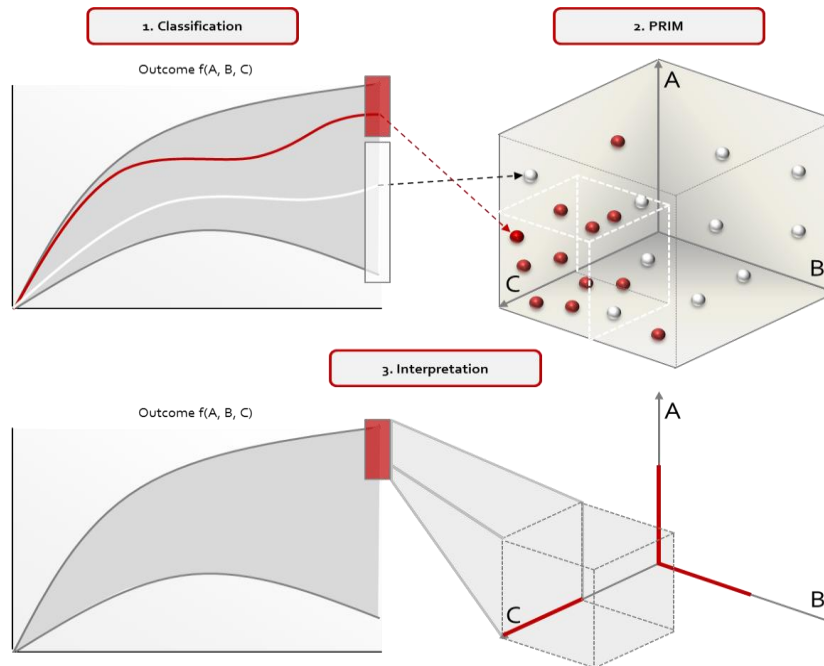 1. Classification
2. PRIM
Outcome f(A, B, C)
A
B
C
3. Interpretation
Outcome f(A, B, C)
A
B
C